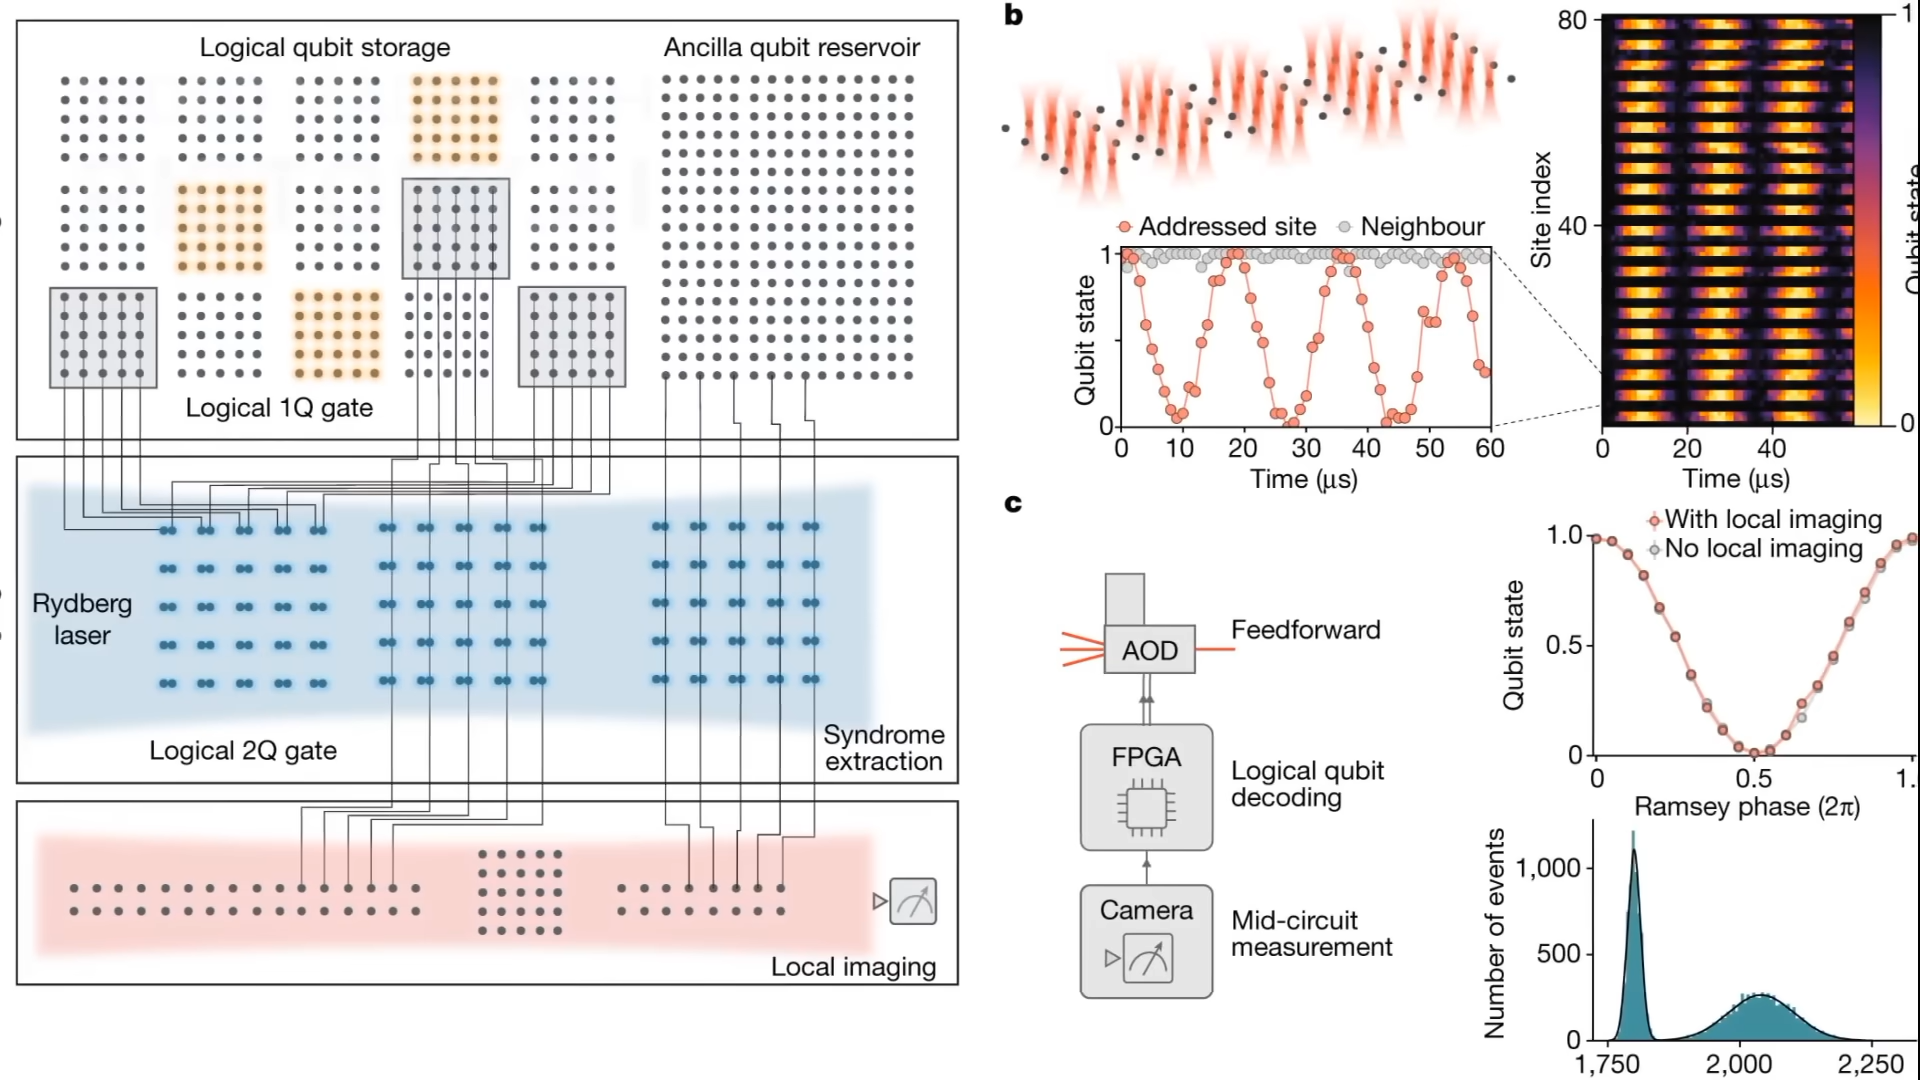 Logical qubit storage
Ancilla qubit reservoir
Logical 1Q gate
Rydberg
laser
Logical 2Q gate
Syndrome
extraction
Local imaging
b
Addressed site
Neighbour
Qubit state
1
0
0
10
20
30
40
50
60
Time (μs)
Site index
80
40
0
20
40
Time (μs)
1
0
Qubit state
c
AOD
Feedforward
FPGA
Logical qubit
decoding
Camera
Mid-circuit
measurement
With local imaging
No local imaging
Qubit state
1.0
0.5
0
0
0.5
1.
Ramsey phase (2π)
Number of events
1,000
500
0
1,750
2,000
2,250